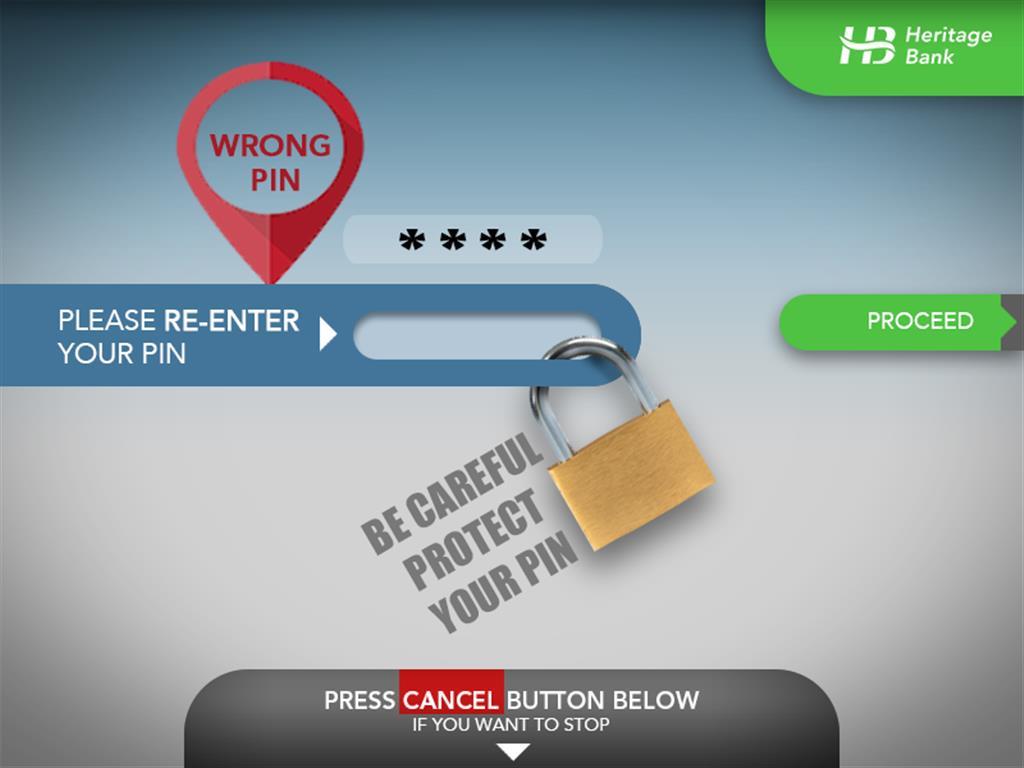 Heritage
Bank
WRONG
PIN
* * * *
PLEASE RE-ENTER
YOUR PIN
PROCEED
BE CAREFUL
PROTECT
YOUR PIN
PRESS CANCEL BUTTON BELOW
IF YOU WANT TO STOP